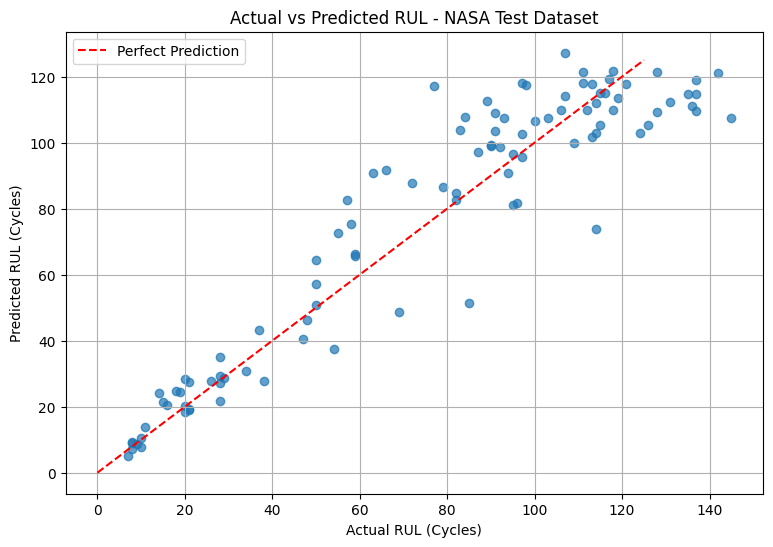 Actual vs Predicted RUL - NASA Test Dataset
Perfect Prediction
Predicted RUL (Cycles)
120
100
80
60
40
20
0
0 20 40 60 80 100 120 140
Actual RUL (Cycles)